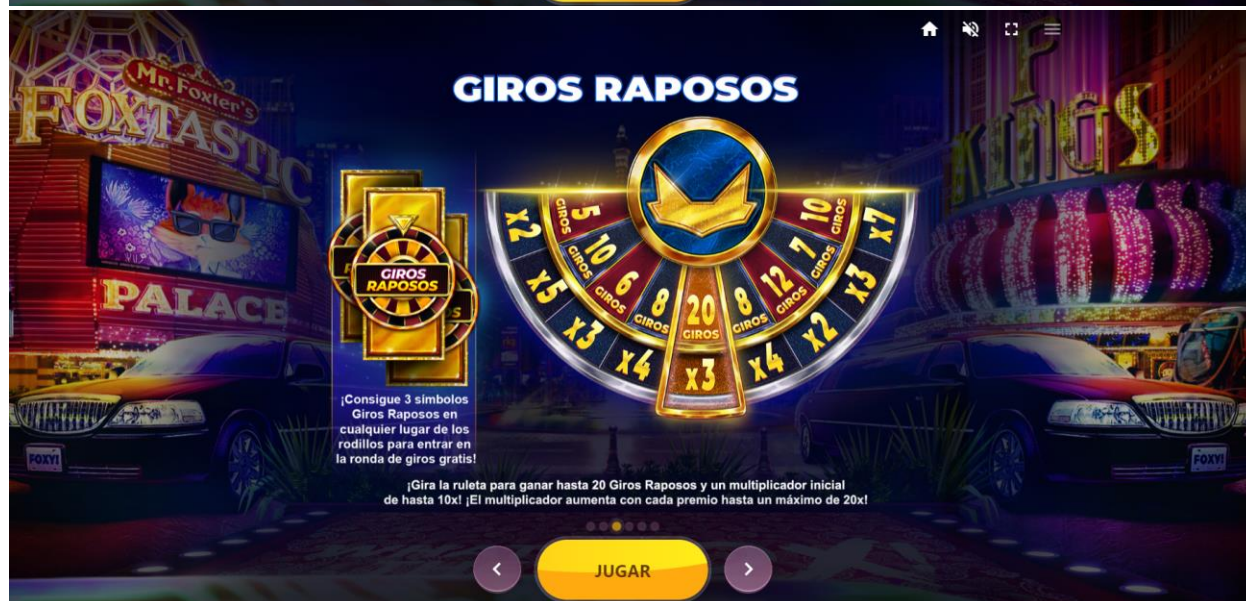 Mr. Foxter's
FOXTASTIC
PALACE
F
KINGS
GIROS RAPOSOS
GIROS
RAPOSOS
x2
x5
x3
x4
x3
x4
x2
x3
x7
5 GIROS
10 GIROS
6 GIROS
8 GIROS
20 GIROS
8 GIROS
12 GIROS
7 GIROS
10 GIROS
¡Consigue 3 símbolos
Giros Raposos en
cualquier lugar de los
rodillos para entrar en
la ronda de giros gratis!
¡Gira la ruleta para ganar hasta 20 Giros Raposos y un multiplicador inicial
de hasta 10x! ¡El multiplicador aumenta con cada premio hasta un máximo de 20x!
FOXY!
FOXY!
JUGAR